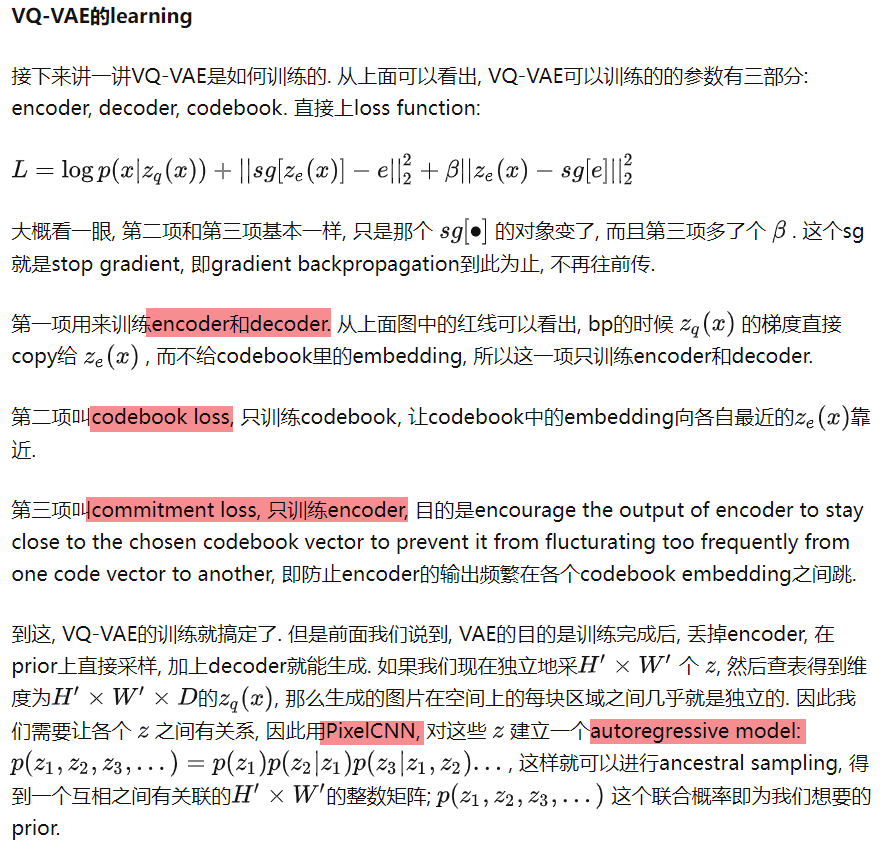 VQ-VAE的learning
接下来讲一讲VQ-VAE是如何训练的. 从上面可以看出, VQ-VAE可以训练的的参数有三部分:
encoder, decoder, codebook. 直接上loss function:
L = log p(x|z_q(x)) + ||sg[z_e(x)] − e||_2^2 + β||z_e(x) − sg[e]||_2^2
大概看一眼, 第二项和第三项基本一样, 只是那个 sg[•] 的对象变了, 而且第三项多了个 β . 这个sg
就是stop gradient, 即gradient backpropagation到此为止, 不再往前传.
第一项用来训练encoder和decoder. 从上面图中的红线可以看出, bp的时候 z_q(x) 的梯度直接
copy给 z_e(x) , 而不给codebook里的embedding, 所以这一项只训练encoder和decoder.
第二项叫codebook loss, 只训练codebook, 让codebook中的embedding向各自最近的z_e(x)靠
近.
第三项叫commitment loss, 只训练encoder, 目的是encourage the output of encoder to stay
close to the chosen codebook vector to prevent it from flucturating too frequently from
one code vector to another, 即防止encoder的输出频繁在各个codebook embedding之间跳.
到这, VQ-VAE的训练就搞定了. 但是前面我们说到, VAE的目的是训练完成后, 丢掉encoder, 在
prior上直接采样, 加上decoder就能生成. 如果我们现在独立地采H′ × W′ 个 z, 然后查表得到维
度为H′ × W′ × D的z_q(x), 那么生成的图片在空间上的每块区域之间几乎就是独立的. 因此我
们需要让各个 z 之间有关系, 因此用PixelCNN, 对这些 z 建立一个autoregressive model:
p(z_1, z_2, z_3, . . . ) = p(z_1)p(z_2|z_1)p(z_3|z_1, z_2). . . , 这样就可以进行ancestral sampling, 得
到一个互相之间有关联的H′ × W′的整数矩阵; p(z_1, z_2, z_3, . . . ) 这个联合概率即为我们想要的
prior.